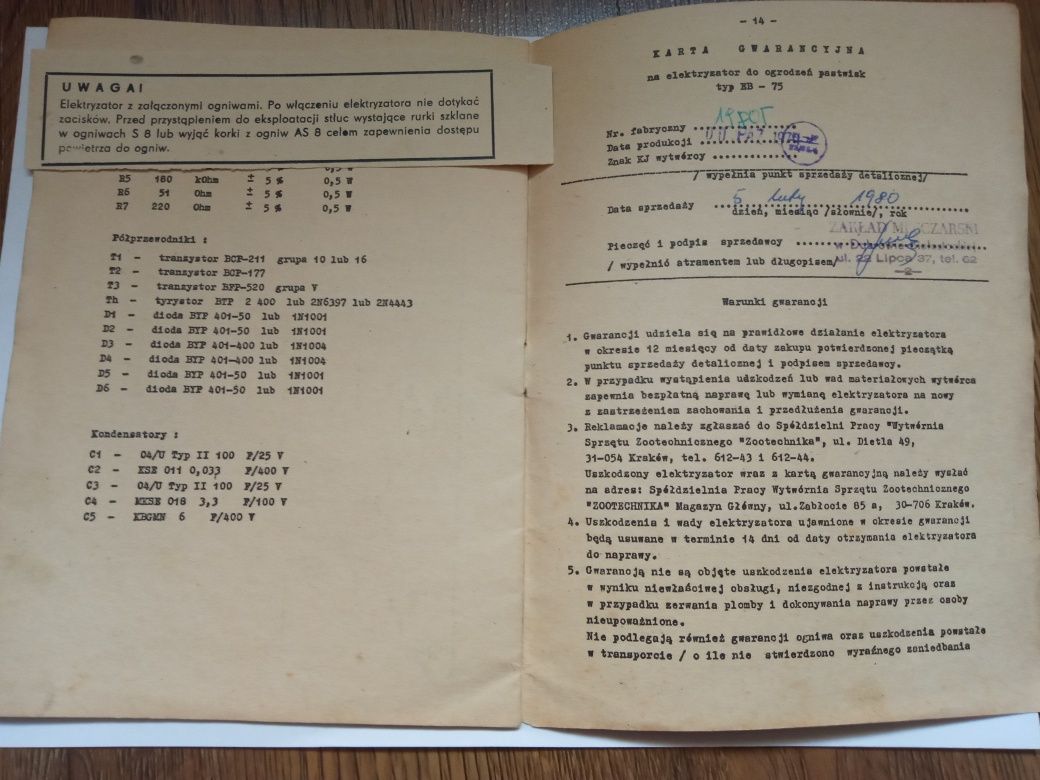 UWAGA!
Elektryzator z załączonymi ogniwami. Po włączeniu elektryzatora nie dotykać
zacisków. Przed przystąpieniem do eksploatacji stłuc wystające rurki szklane
w ogniwach S 8 lub wyjąć korki z ogniw AS 8 celem zapewnienia dostępu
powietrza do ogniw.
R5 180 kOhm ± 5 % 0,5 W
R6 51 Ohm ± 5 % 0,5 W
R7 220 Ohm ± 5 % 0,5 W
Półprzewodniki :
T1 - tranzystor BCP-211 grupa 10 lub 16
T2 - tranzystor BCP-177
T3 - tranzystor BFP-520 grupa V
Th - tyrystor BTP 2 400 lub 2N6397 lub 2N4443
D1 - dioda BYP 401-50 lub 1N1001
D2 - dioda BYP 401-50 lub 1N1001
D3 - dioda BYP 401-400 lub 1N1004
D4 - dioda BYP 401-400 lub 1N1004
D5 - dioda BYP 401-50 lub 1N1001
D6 - dioda BYP 401-50 lub 1N1001
Kondensatory :
C1 - 04/U Typ II 100 F/25 V
C2 - KSE 011 0,033 F/400 V
C3 - 04/U Typ II 100 F/25 V
C4 - MKSE 018 3,3 F/100 V
C5 - KBGMN 6 F/400 V
- 14 -
KARTA GWARANCYJNA
na elektryzator do ogrodzeń pastwisk
typ EB - 75
Nr. fabryczny
Data produkcji
Znak KJ wytwórcy
/ wypełnia punkt sprzedaży detalicznej/
Data sprzedaży 5 luty 1980
dzień, miesiąc /słownie/, rok
ZAKŁAD MLECZARSKI
Pieczęć i podpis sprzedawcy
ul. 22 Lipca 37, tel. 62
/ wypełnić atramentem lub długopisem/
-2-
Warunki gwarancji
1. Gwarancji udziela się na prawidłowe działanie elektryzatora
w okresie 12 miesięcy od daty zakupu potwierdzonej pieczątką
punktu sprzedaży detalicznej i podpisem sprzedawcy.
2. W przypadku wystąpienia udzkodzeń lub wad materiałowych wytwórca
zapewnia bezpłatną naprawę lub wymianę elektryzatora na nowy
z zastrzeżeniem zachowania i przedłużenia gwarancji.
3. Reklamacje należy zgłaszać do Spółdzielni Pracy "Wytwórnia
Sprzętu Zootechnicznego "Zootechnika", ul. Dietla 49,
31-054 Kraków, tel. 612-43 i 612-44.
Uszkodzony elektryzator wraz z kartą gwarancyjną należy wysłać
na adres: Spółdzielnia Pracy Wytwórnia Sprzętu Zootechnicznego
"ZOOTECHNIKA" Magazyn Główny, ul.Zabłocie 85 a, 30-706 Kraków.
4. Uszkodzenia i wady elektryzatora ujawnione w okresie gwarancji
będą usuwane w terminie 14 dni od daty otrzymania elektryzatora
do naprawy.
5. Gwarancją nie są objęte uszkodzenia elektryzatora powstałe
w wyniku niewłaściwej obsługi, niezgodnej z instrukcją oraz
w przypadku zerwania plomby i dokonywania naprawy przez osoby
nieupoważnione.
Nie podlegają również gwarancji ogniwa oraz uszkodzenia powstałe
w transporcie / o ile nie stwierdzono wyraźnego zaniedbania